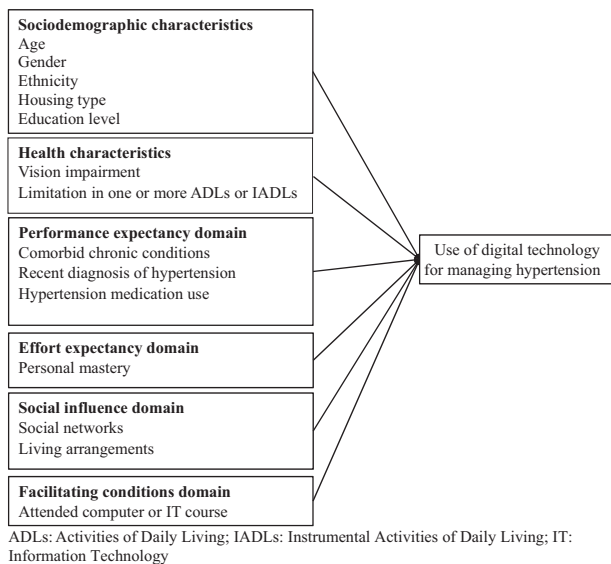 Sociodemographic characteristics
Age
Gender
Ethnicity
Housing type
Education level
Health characteristics
Vision impairment
Limitation in one or more ADLs or IADLs
Performance expectancy domain
Comorbid chronic conditions
Recent diagnosis of hypertension
Hypertension medication use
Effort expectancy domain
Personal mastery
Social influence domain
Social networks
Living arrangements
Facilitating conditions domain
Attended computer or IT course
Use of digital technology
for managing hypertension
ADLs: Activities of Daily Living; IADLs: Instrumental Activities of Daily Living; IT:
Information Technology